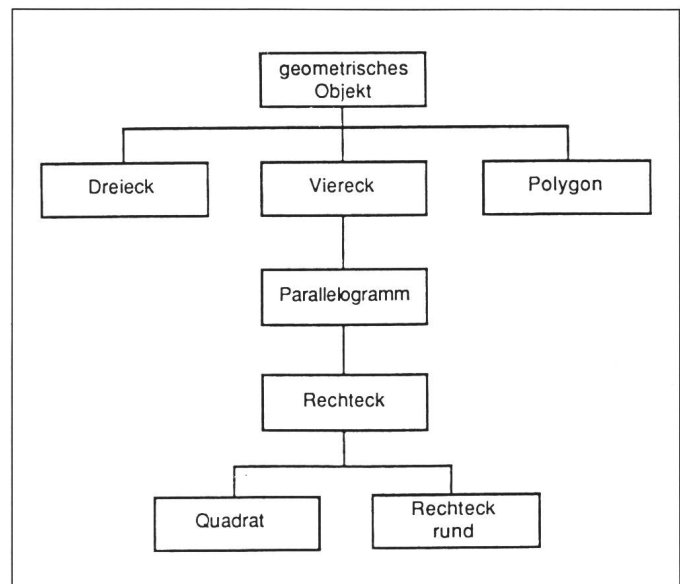 geometrisches
Objekt
Dreieck
Viereck
Polygon
Parallelogramm
Rechteck
Quadrat
Rechteck
rund